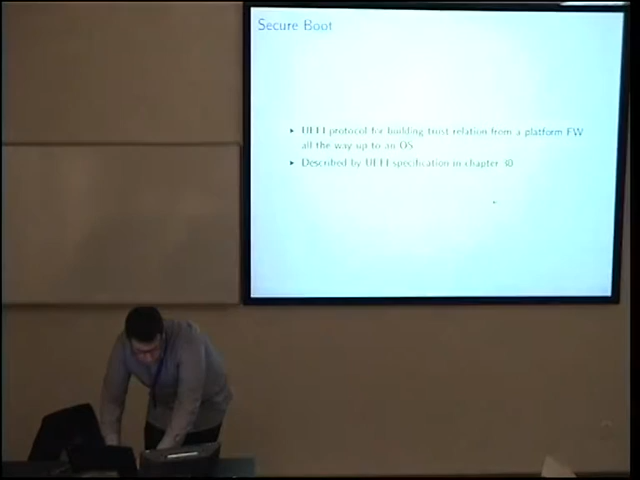 Secure Boot
▸ UEFI protocol for building trust relation from a platform FW
all the way up to an OS
▸ Described by UEFI specification in chapter 30